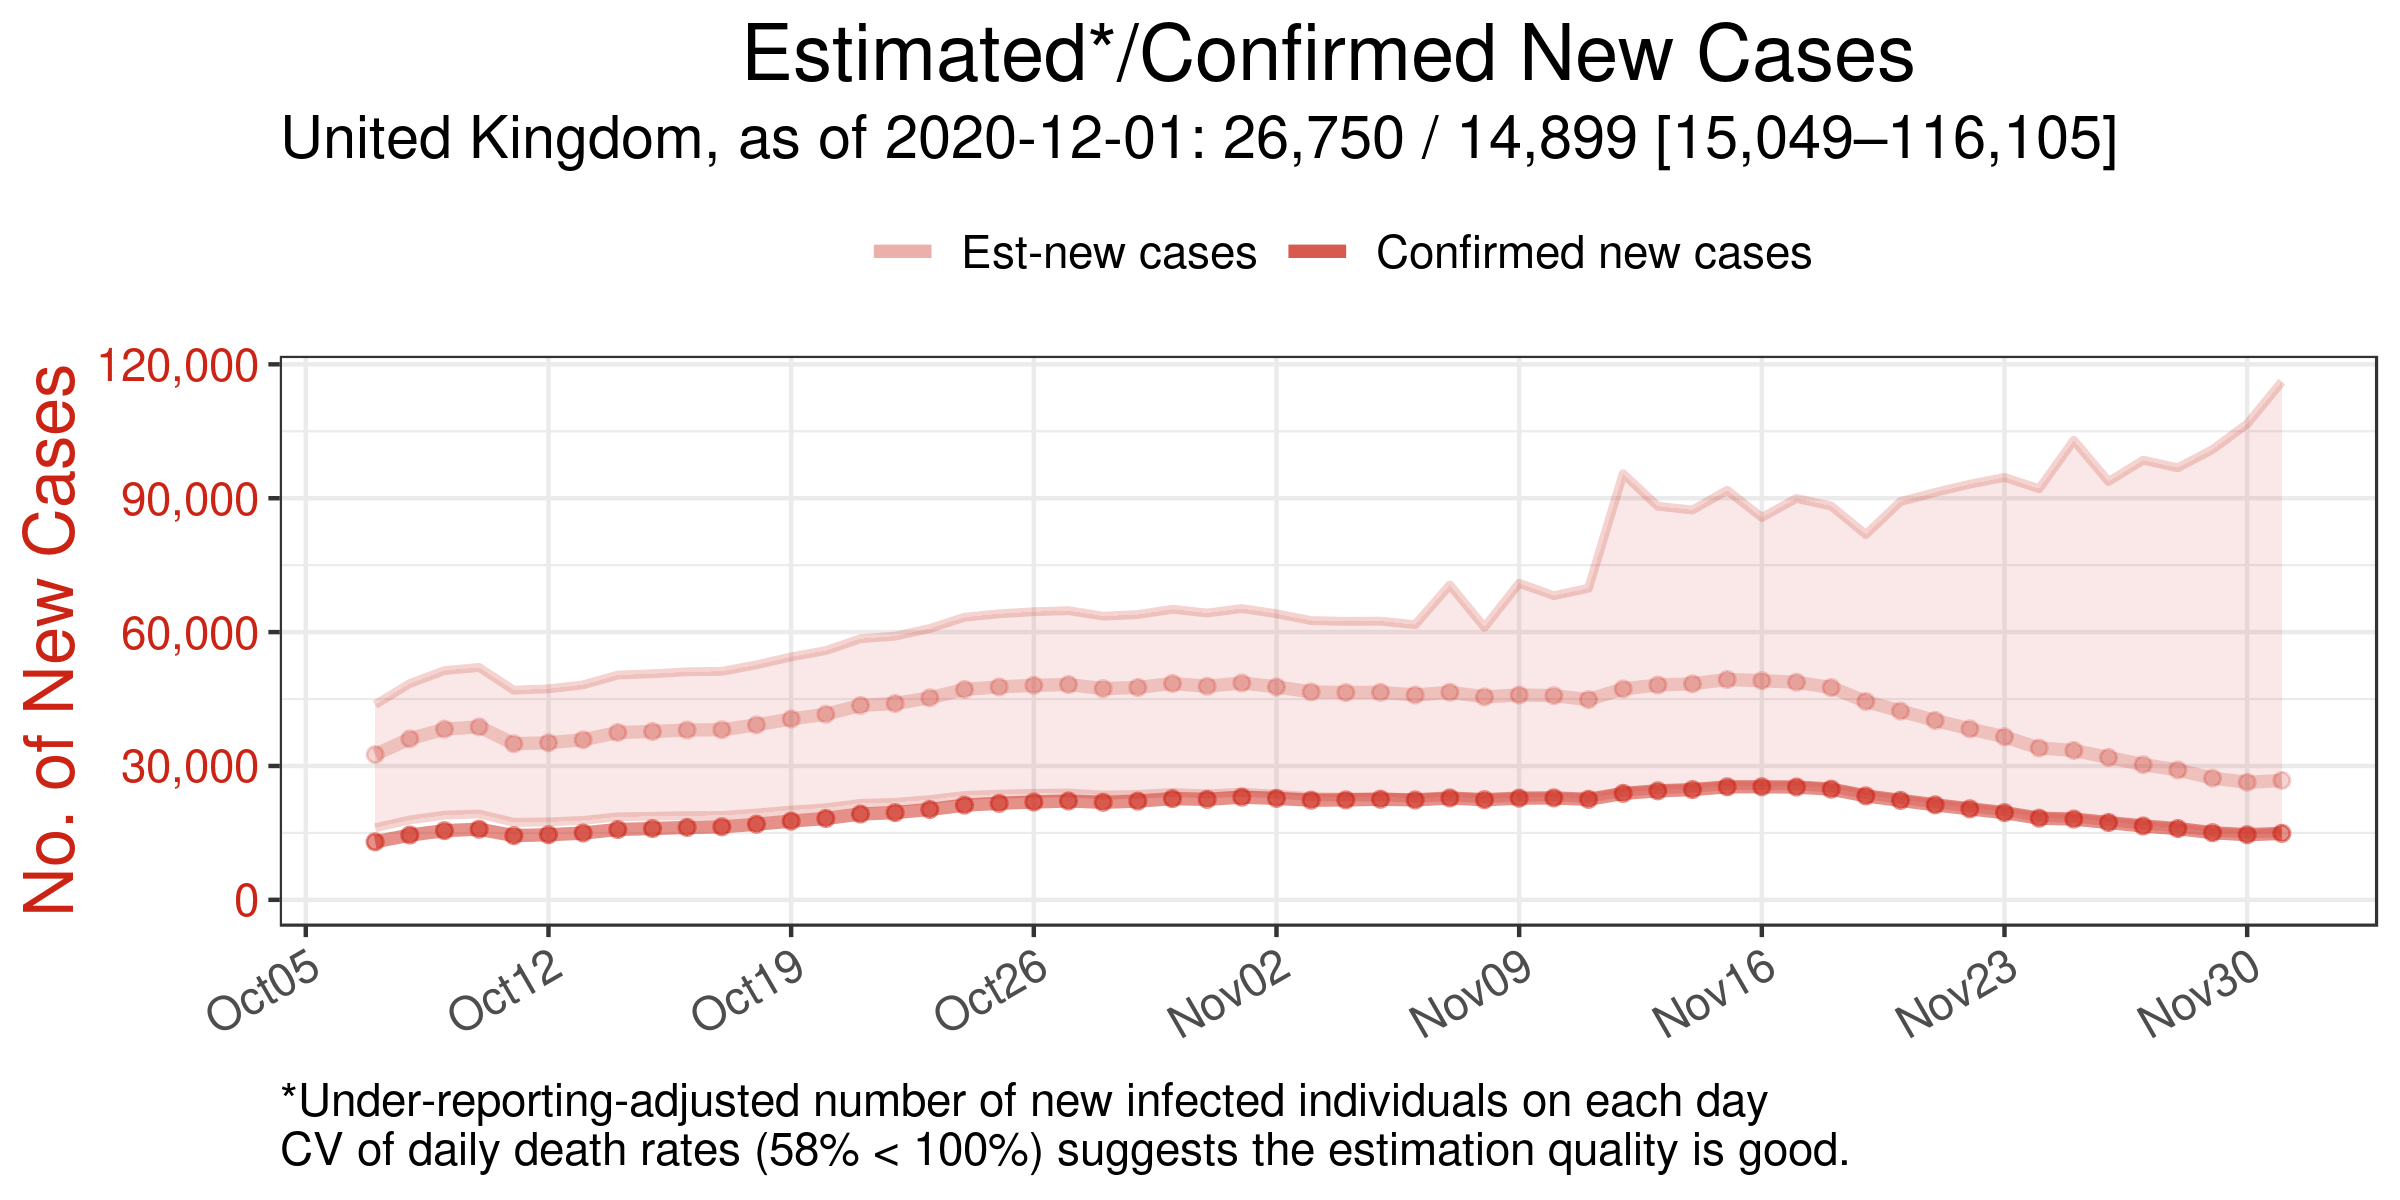 Estimated*/Confirmed New Cases
United Kingdom, as of 2020-12-01: 26,750 / 14,899 [15,049–116,105]
Est-new cases
Confirmed new cases
No. of New Cases
120,000
90,000
60,000
30,000
0
Oct05
Oct12
Oct19
Oct26
Nov02
Nov09
Nov16
Nov23
Nov30
*Under-reporting-adjusted number of new infected individuals on each day
CV of daily death rates (58% < 100%) suggests the estimation quality is good.